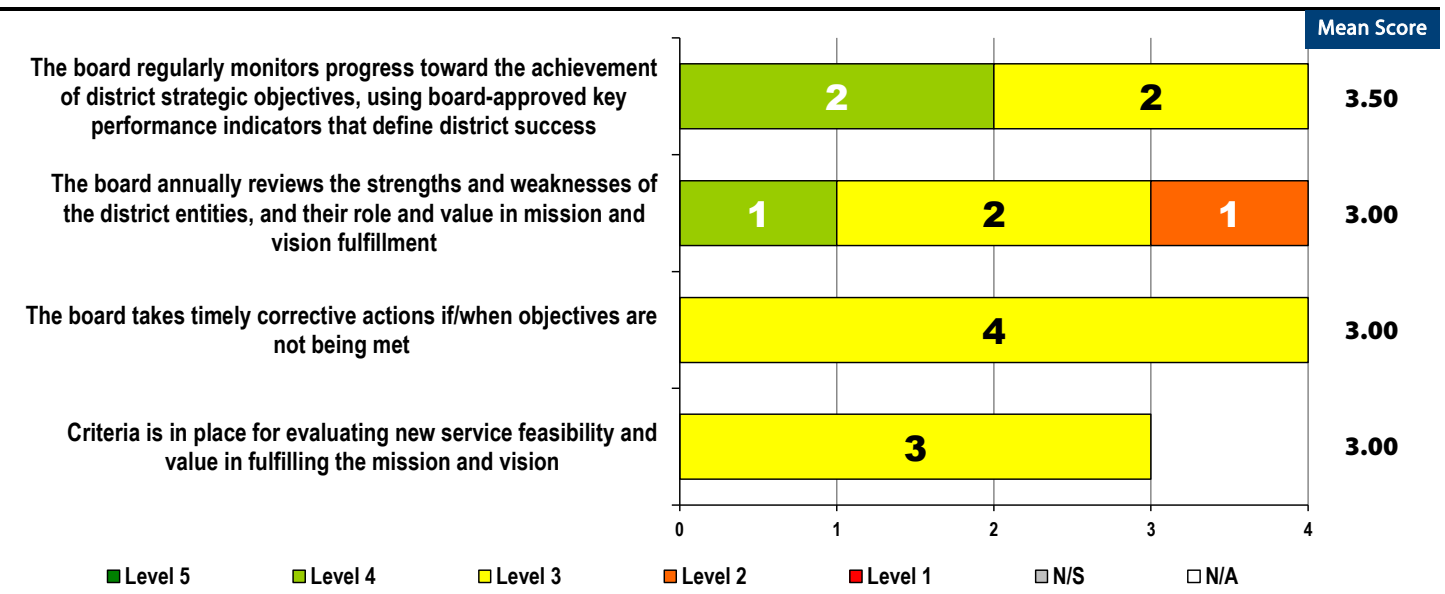 Mean Score
The board regularly monitors progress toward the achievement
of district strategic objectives, using board-approved key
performance indicators that define district success
2
2
3.50
The board annually reviews the strengths and weaknesses of
the district entities, and their role and value in mission and
vision fulfillment
1
2
1
3.00
The board takes timely corrective actions if/when objectives are
not being met
4
3.00
Criteria is in place for evaluating new service feasibility and
value in fulfilling the mission and vision
3
3.00
0 1 2 3 4
Level 5 Level 4 Level 3 Level 2 Level 1 N/S N/A